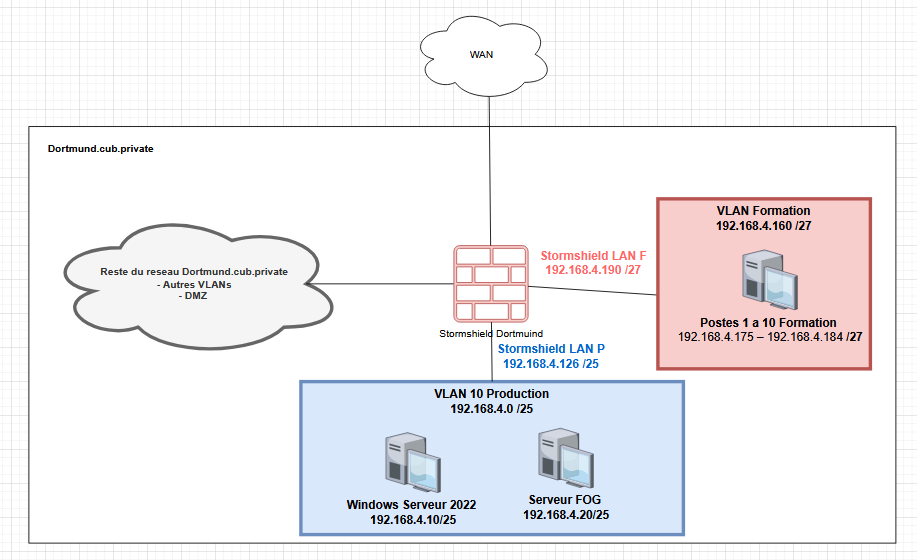 WAN
Dortmund.cub.private
VLAN Formation
192.168.4.160 /27
Reste du reseau Dortmund.cub.private
- Autres VLANs
- DMZ
Stormshield LAN F
192.168.4.190 /27
Postes 1 a 10 Formation
192.168.4.175 – 192.168.4.184 /27
Stormshield Dortmund
Stormshield LAN P
192.168.4.126 /25
VLAN 10 Production
192.168.4.0 /25
Windows Serveur 2022
192.168.4.10/25
Serveur FOG
192.168.4.20/25